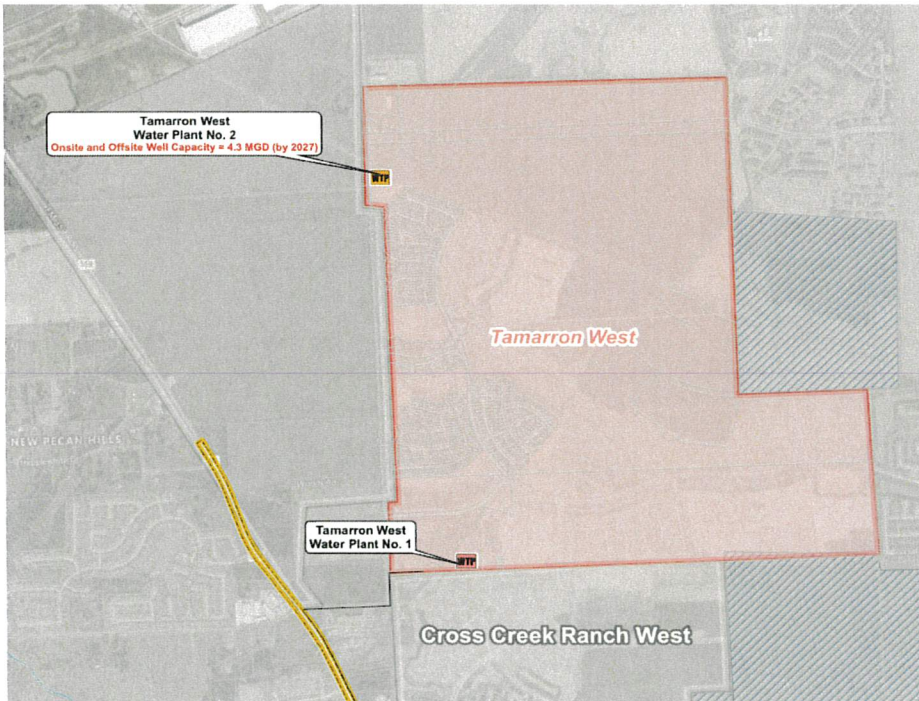 Tamarron West
Water Plant No. 2
Onsite and Offsite Well Capacity = 4.3 MGD (by 2027)
WTP
Tamarron West
NEW PECAN HILLS
Tamarron West
Water Plant No. 1
WTP
Cross Creek Ranch West